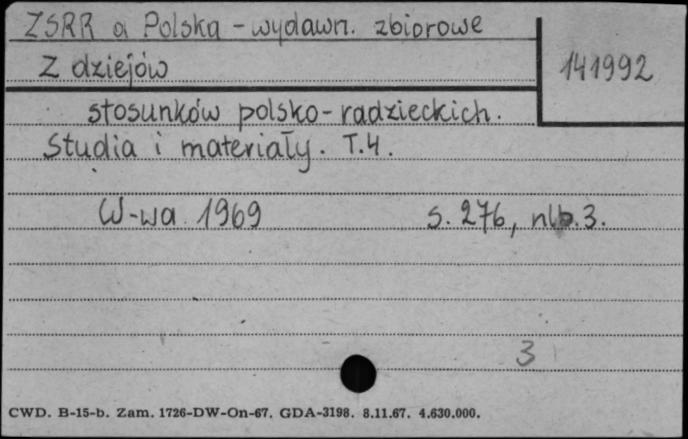 ZSRR a Polska - wydawn. zbiorowe
Z dziejów
141992
stosunków polsko-radzieckich.
Studia i materiały. T.4.
W-wa 1969 s. 276, nlb. 3.
3
CWD. B-15-b. Zam. 1726-DW-On-67. GDA-3198. 8.11.67. 4.630.000.